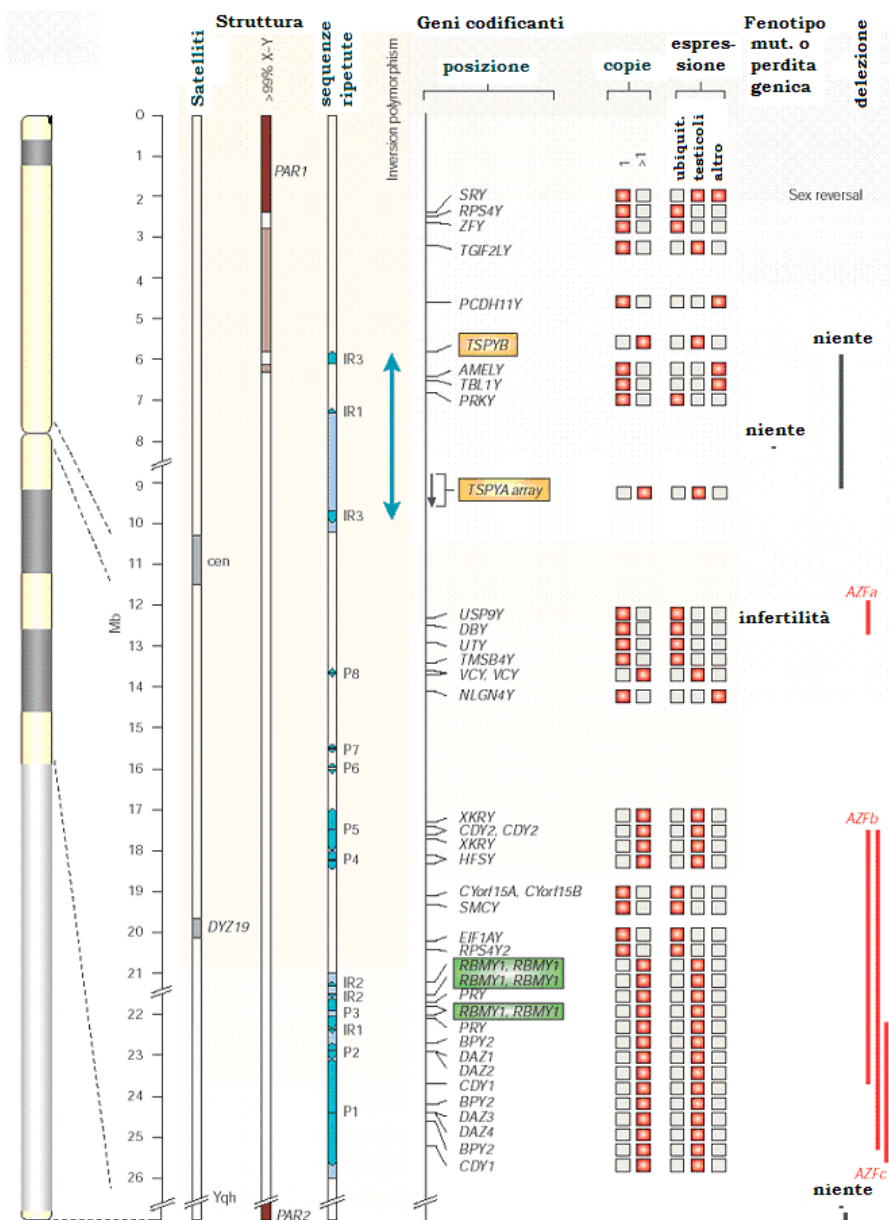 Struttura
Geni codificanti
Fenotipo
mut. o
perdita
genica
delezione
espres-
sione
Satelliti
>99% X–Y
sequenze
ripetute
Inversion polymorphism
posizione
copie
1
>1
ubiquit.
testicoli
altro
0
1
PAR1
2
SRY
Sex reversal
RPS4Y
3
ZFY
TGIF2LY
4
PCDH11Y
5
niente
TSPYB
6
IR3
AMELY
TBL1Y
7
IR1
PRKY
niente
8
9
TSPYA array
10
IR3
11
cen
Mb
12
AZFa
USP9Y
infertilità
DBY
13
UTY
TMSB4Y
P8
VCY, VCY
14
NLGN4Y
15
P7
16
P6
17
XKRY
AZFb
P5
CDY2, CDY2
18
XKRY
P4
HFSY
19
CYorf15A, CYorf15B
SMCY
DYZ19
20
EIF1AY
RPS4Y2
21
RBMY1, RBMY1
IR2
RBMY1, RBMY1
IR2
PRY
22
P3
RBMY1, RBMY1
IR1
PRY
BPY2
23
P2
DAZ1
DAZ2
CDY1
24
BPY2
P1
DAZ3
DAZ4
25
BPY2
CDY1
26
AZFc
niente
Yqh
PAR2